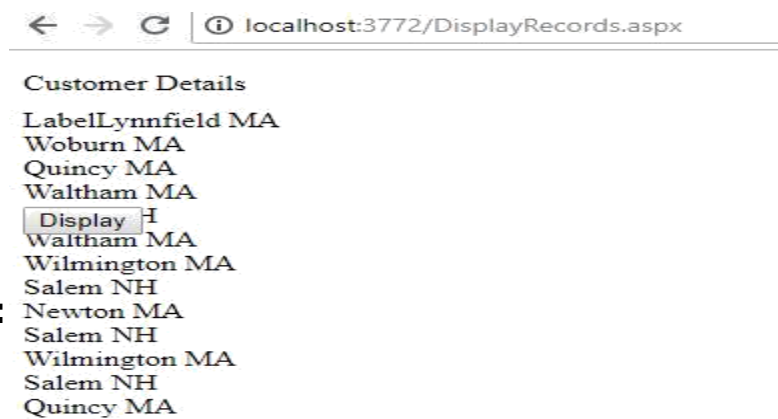 localhost:3772/DisplayRecords.aspx
Customer Details
LabelLynnfield MA
Woburn MA
Quincy MA
Waltham MA
Display H
Waltham MA
Wilmington MA
Salem NH
Newton MA
Salem NH
Wilmington MA
Salem NH
Quincy MA